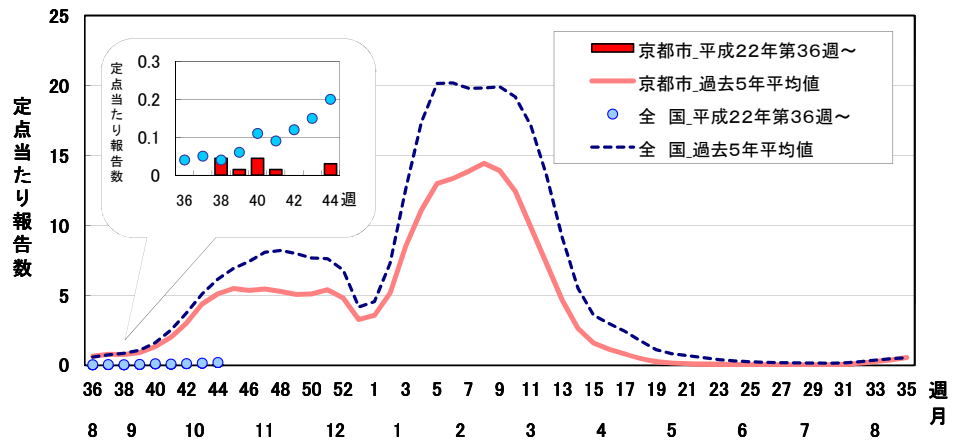 定点当たり報告数
25
20
15
10
5
0
定点当たり報告数
0.3
0.2
0.1
0
36 38 40 42 44 週
京都市_平成22年第36週～
京都市_過去5年平均値
全　国_平成22年第36週～
全　国_過去5年平均値
36 38 40 42 44 46 48 50 52 1 3 5 7 9 11 13 15 17 19 21 23 25 27 29 31 33 35 週
8 9 10 11 12 1 2 3 4 5 6 7 8 月